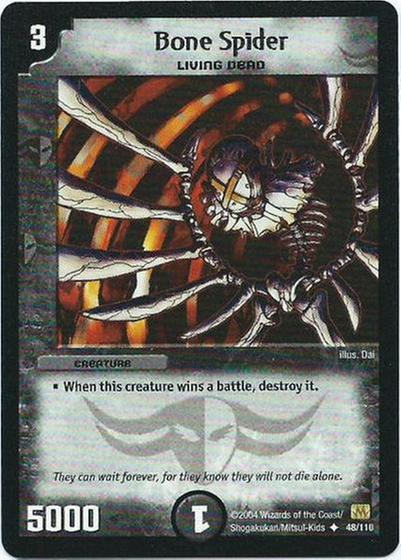 3
Bone Spider
LIVING DEAD
illus. Dai
CREATURE
▪ When this creature wins a battle, destroy it.
They can wait forever, for they know they will not die alone.
5000
1
©2004 Wizards of the Coast/
Shogakukan/Mitsui-Kids ♦ 48/110